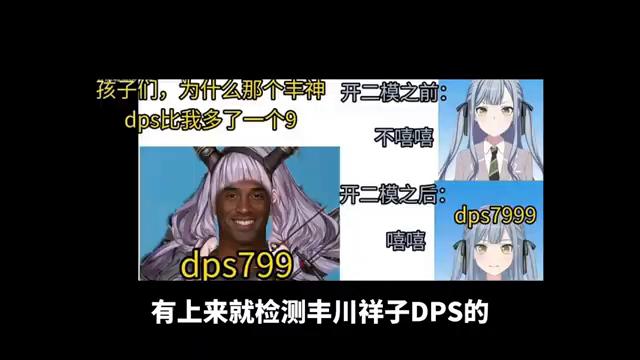 孩子们，为什么那个丰神
dps比我多了一个9
dps799
开二模之前：
不嘻嘻
开二模之后：
dps7999
嘻嘻
有上来就检测丰川祥子DPS的